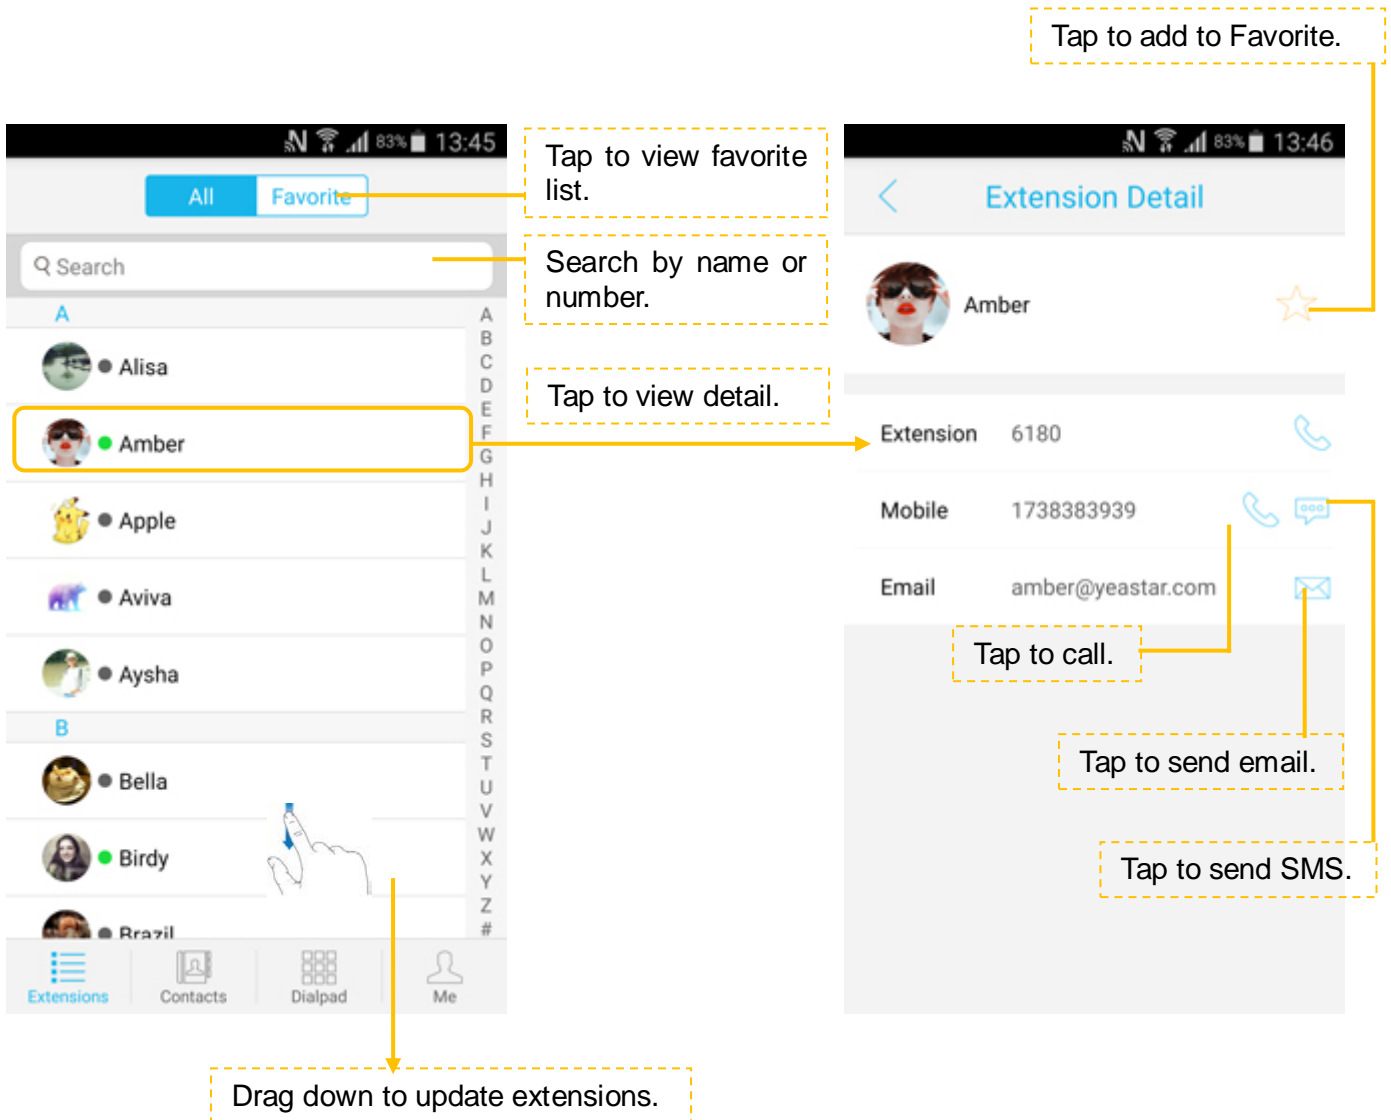 Tap to add to Favorite.
83% 13:45
All Favorite
Tap to view favorite
list.
Search
Search by name or
number.
A
Alisa
Amber
Tap to view detail.
Apple
Aviva
Aysha
B
Bella
Birdy
Brazil
A
B
C
D
E
F
G
H
I
J
K
L
M
N
O
P
Q
R
S
T
U
V
W
X
Y
Z
#
Extensions Contacts Dialpad Me
Drag down to update extensions.
83% 13:46
Extension Detail
Amber
Extension 6180
Mobile 1738383939
Email amber@yeastar.com
Tap to call.
Tap to send email.
Tap to send SMS.